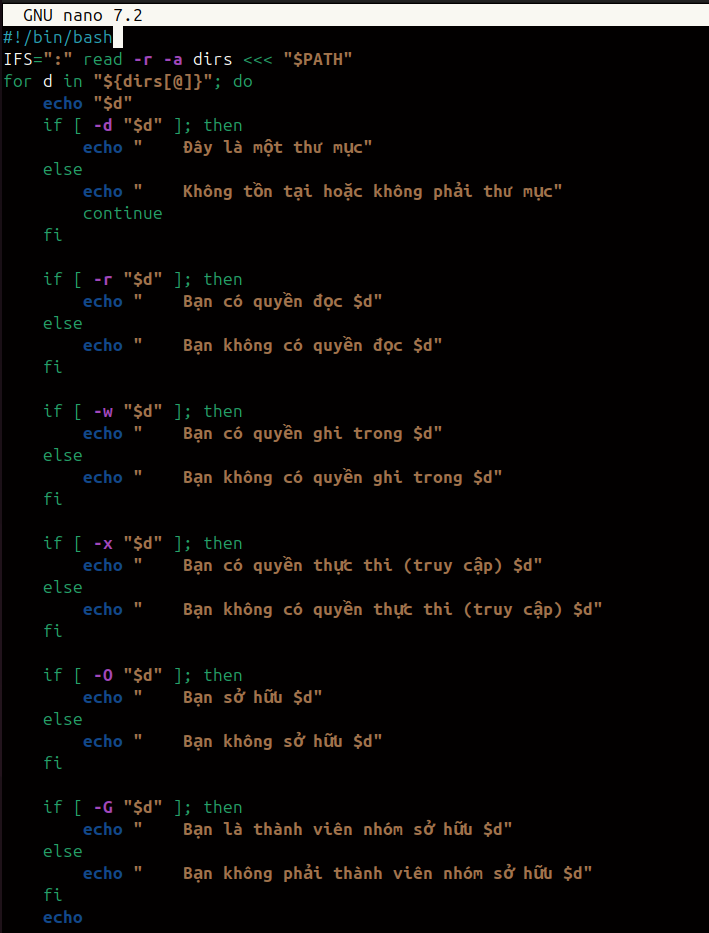 GNU nano 7.2
#!/bin/bash
IFS=":" read -r -a dirs <<< "$PATH"
for d in "${dirs[@]}"; do
    echo "$d"
    if [ -d "$d" ]; then
        echo "    Đây là một thư mục"
    else
        echo "    Không tồn tại hoặc không phải thư mục"
        continue
    fi

    if [ -r "$d" ]; then
        echo "    Bạn có quyền đọc $d"
    else
        echo "    Bạn không có quyền đọc $d"
    fi

    if [ -w "$d" ]; then
        echo "    Bạn có quyền ghi trong $d"
    else
        echo "    Bạn không có quyền ghi trong $d"
    fi

    if [ -x "$d" ]; then
        echo "    Bạn có quyền thực thi (truy cập) $d"
    else
        echo "    Bạn không có quyền thực thi (truy cập) $d"
    fi

    if [ -O "$d" ]; then
        echo "    Bạn sở hữu $d"
    else
        echo "    Bạn không sở hữu $d"
    fi

    if [ -G "$d" ]; then
        echo "    Bạn là thành viên nhóm sở hữu $d"
    else
        echo "    Bạn không phải thành viên nhóm sở hữu $d"
    fi
    echo